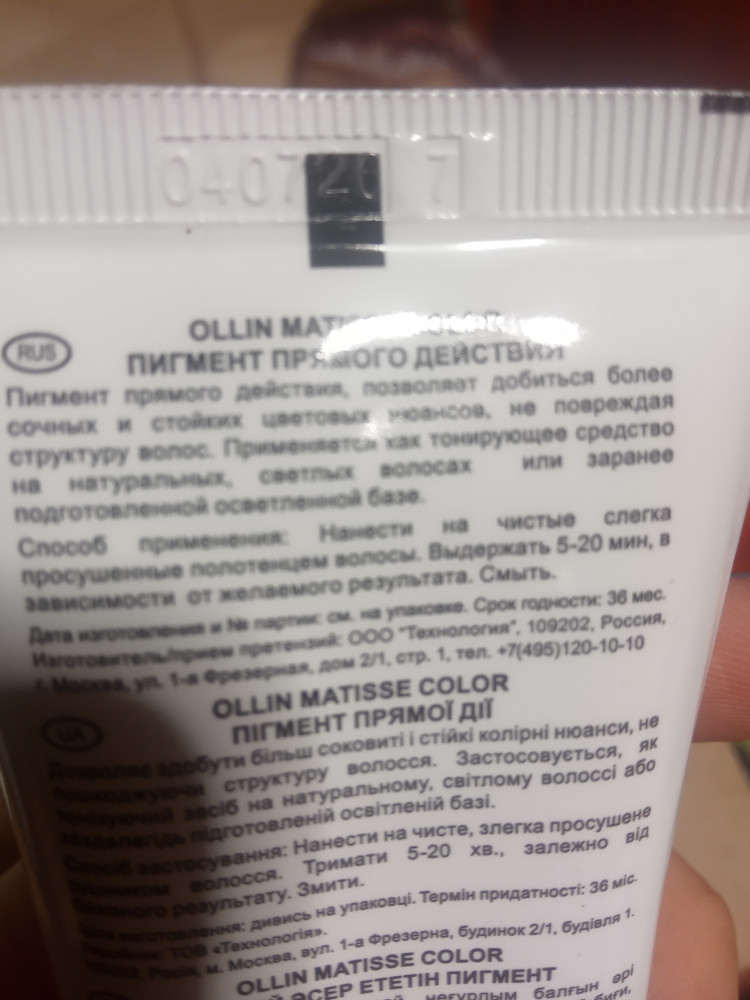 040720 7
OLLIN MATISSE COLOR
RUS
ПИГМЕНТ ПРЯМОГО ДЕЙСТВИЯ
Пигмент прямого действия, позволяет добиться более
сочных и стойких цветовых нюансов, не повреждая
структуру волос. Применяется как тонирующее средство
на натуральных, светлых волосах или заранее
подготовленной осветленной базе.
Способ применения: Нанести на чистые слегка
просушенные полотенцем волосы. Выдержать 5-20 мин, в
зависимости от желаемого результата. Смыть.
Дата изготовления и № партии: см. на упаковке. Срок годности: 36 мес.
Изготовитель/прием претензий: ООО "Технология", 109202, Россия,
г. Москва, ул. 1-я Фрезерная, дом 2/1, стр. 1, тел. +7(495)120-10-10
OLLIN MATISSE COLOR
UA
ПІГМЕНТ ПРЯМОЇ ДІЇ
Дозволяє здобути більш соковиті і стійкі колірні нюанси, не
пошкоджуючи структуру волосся. Застосовується, як
тонізуючий засіб на натуральному, світлому волоссі або
заздалегідь підготовленій освітленій базі.
Спосіб застосування: Нанести на чисте, злегка просушене
рушником волосся. Тримати 5-20 хв., залежно від
бажаного результату. Змити.
Дата виготовлення: дивись на упаковці. Термін придатності: 36 міс.
Виробник: ТОВ «Технологія».
109202, Росія, м. Москва, вул. 1-а Фрезерна, будинок 2/1, будівля 1.
OLLIN MATISSE COLOR
ӘСЕР ЕТЕТІН ПИГМЕНТ
неғұрлым балғын әрі